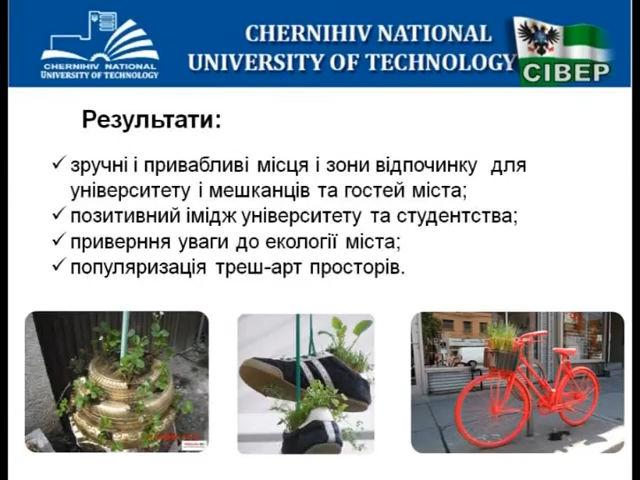 CHERNIHIV NATIONAL
UNIVERSITY OF TECHNOLOGY
CHERNIHIV NATIONAL
UNIVERSITY OF TECHNOLOGY
СІВЕР
Результати:
зручні і привабливі місця і зони відпочинку для
університету і мешканців та гостей міста;
позитивний імідж університету та студентства;
приверння уваги до екології міста;
популяризація треш-арт просторів.